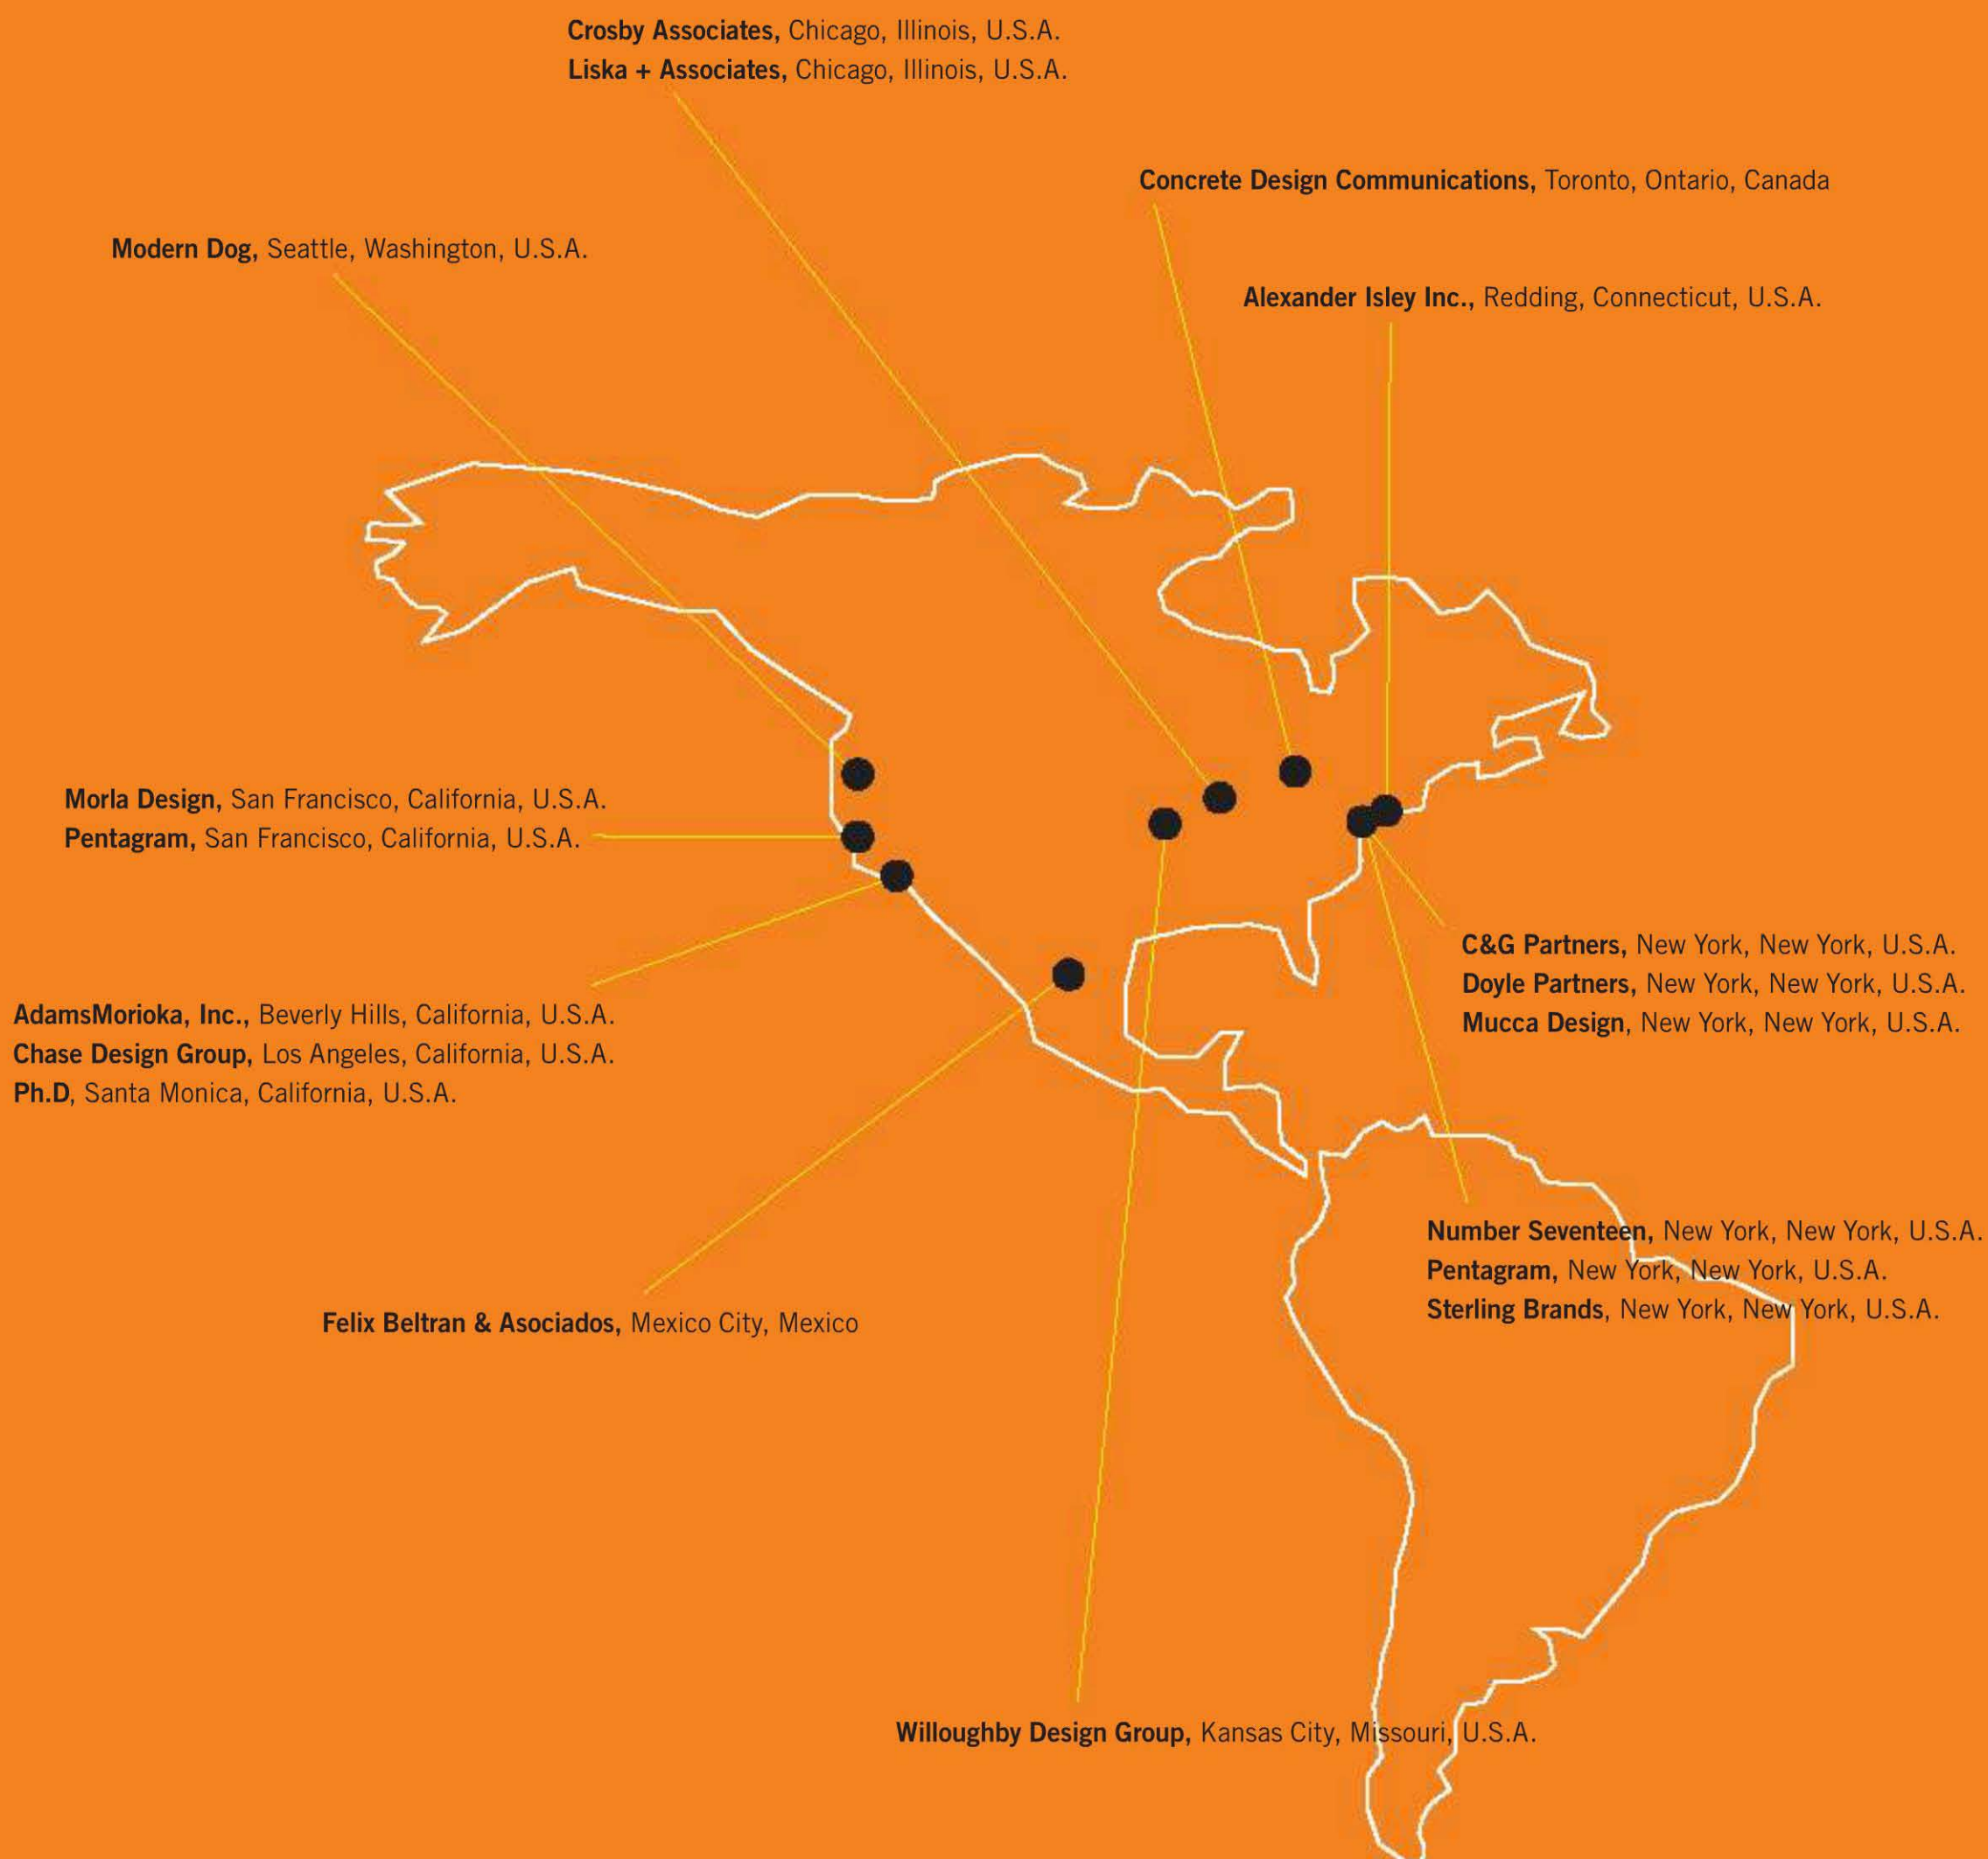 Crosby Associates, Chicago, Illinois, U.S.A.
Liska + Associates, Chicago, Illinois, U.S.A.
Concrete Design Communications, Toronto, Ontario, Canada
Modern Dog, Seattle, Washington, U.S.A.
Alexander Isley Inc., Redding, Connecticut, U.S.A.
Morla Design, San Francisco, California, U.S.A.
Pentagram, San Francisco, California, U.S.A.
C&G Partners, New York, New York, U.S.A.
Doyle Partners, New York, New York, U.S.A.
Mucca Design, New York, New York, U.S.A.
AdamsMorioka, Inc., Beverly Hills, California, U.S.A.
Chase Design Group, Los Angeles, California, U.S.A.
Ph.D, Santa Monica, California, U.S.A.
Number Seventeen, New York, New York, U.S.A.
Pentagram, New York, New York, U.S.A.
Sterling Brands, New York, New York, U.S.A.
Felix Beltran & Asociados, Mexico City, Mexico
Willoughby Design Group, Kansas City, Missouri, U.S.A.